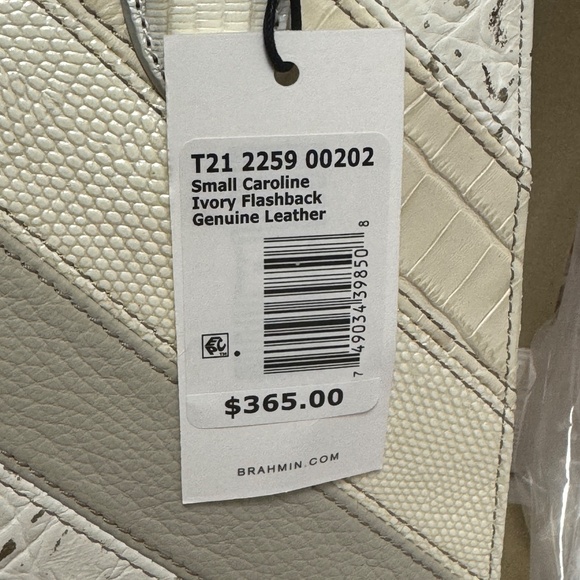 T21 2259 00202
Small Caroline
Ivory Flashback
Genuine Leather
7 49034 39850 8
$365.00
BRAHMIN.COM